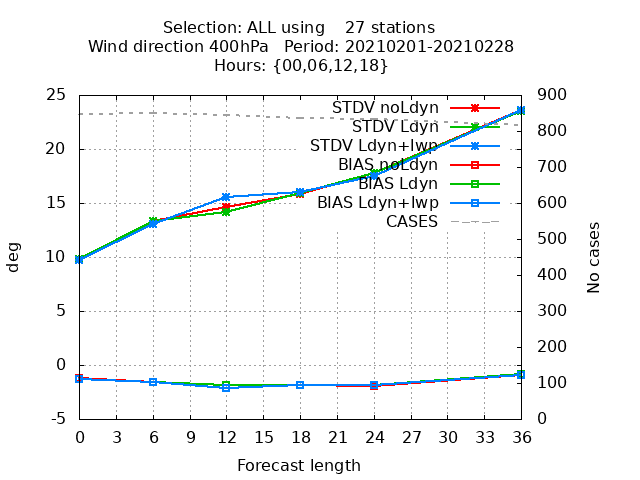 Selection: ALL using 27 stations
Wind direction 400hPa Period: 20210201-20210228
Hours: {00,06,12,18}
25
20
15
10
5
0
-5
deg
900
800
700
600
500
400
300
200
100
0
No cases
STDV noLdyn
STDV Ldyn
STDV Ldyn+lwp
BIAS noLdyn
BIAS Ldyn
BIAS Ldyn+lwp
CASES
0 3 6 9 12 15 18 21 24 27 30 33 36
Forecast length